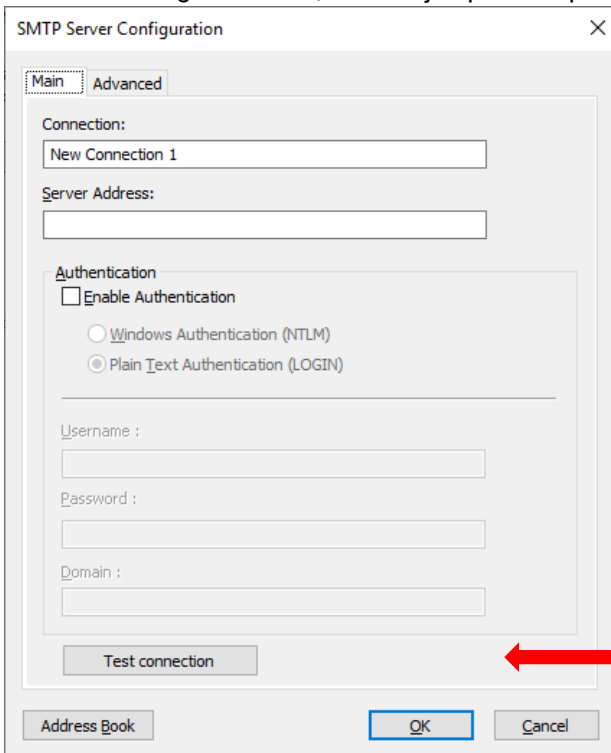 SMTP Server Configuration
Main Advanced
Connection:
New Connection 1
Server Address:
Authentication
Enable Authentication
Windows Authentication (NTLM)
Plain Text Authentication (LOGIN)
Username :
Password :
Domain :
Test connection
Address Book OK Cancel